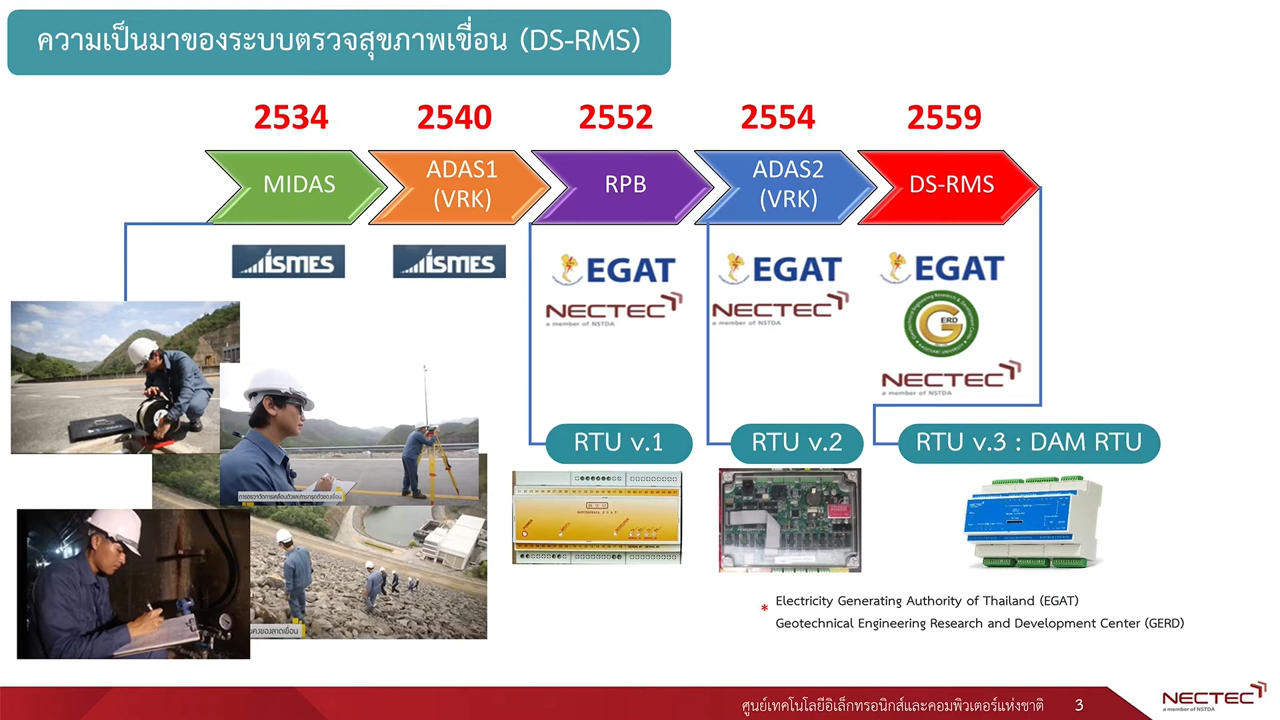 ความเป็นมาของระบบตรวจสุขภาพเขื่อน (DS-RMS)
2534
2540
2552
2554
2559
MIDAS
ADAS1
(VRK)
RPB
ADAS2
(VRK)
DS-RMS
ISMES
ISMES
EGAT
NECTEC
a member of NSTDA
EGAT
NECTEC
a member of NSTDA
EGAT
GERD
NECTEC
a member of NSTDA
RTU v.1
RTU v.2
RTU v.3 : DAM RTU
* Electricity Generating Authority of Thailand (EGAT)
Geotechnical Engineering Research and Development Center (GERD)
ศูนย์เทคโนโลยีอิเล็กทรอนิกส์และคอมพิวเตอร์แห่งชาติ
3
NECTEC
a member of NSTDA